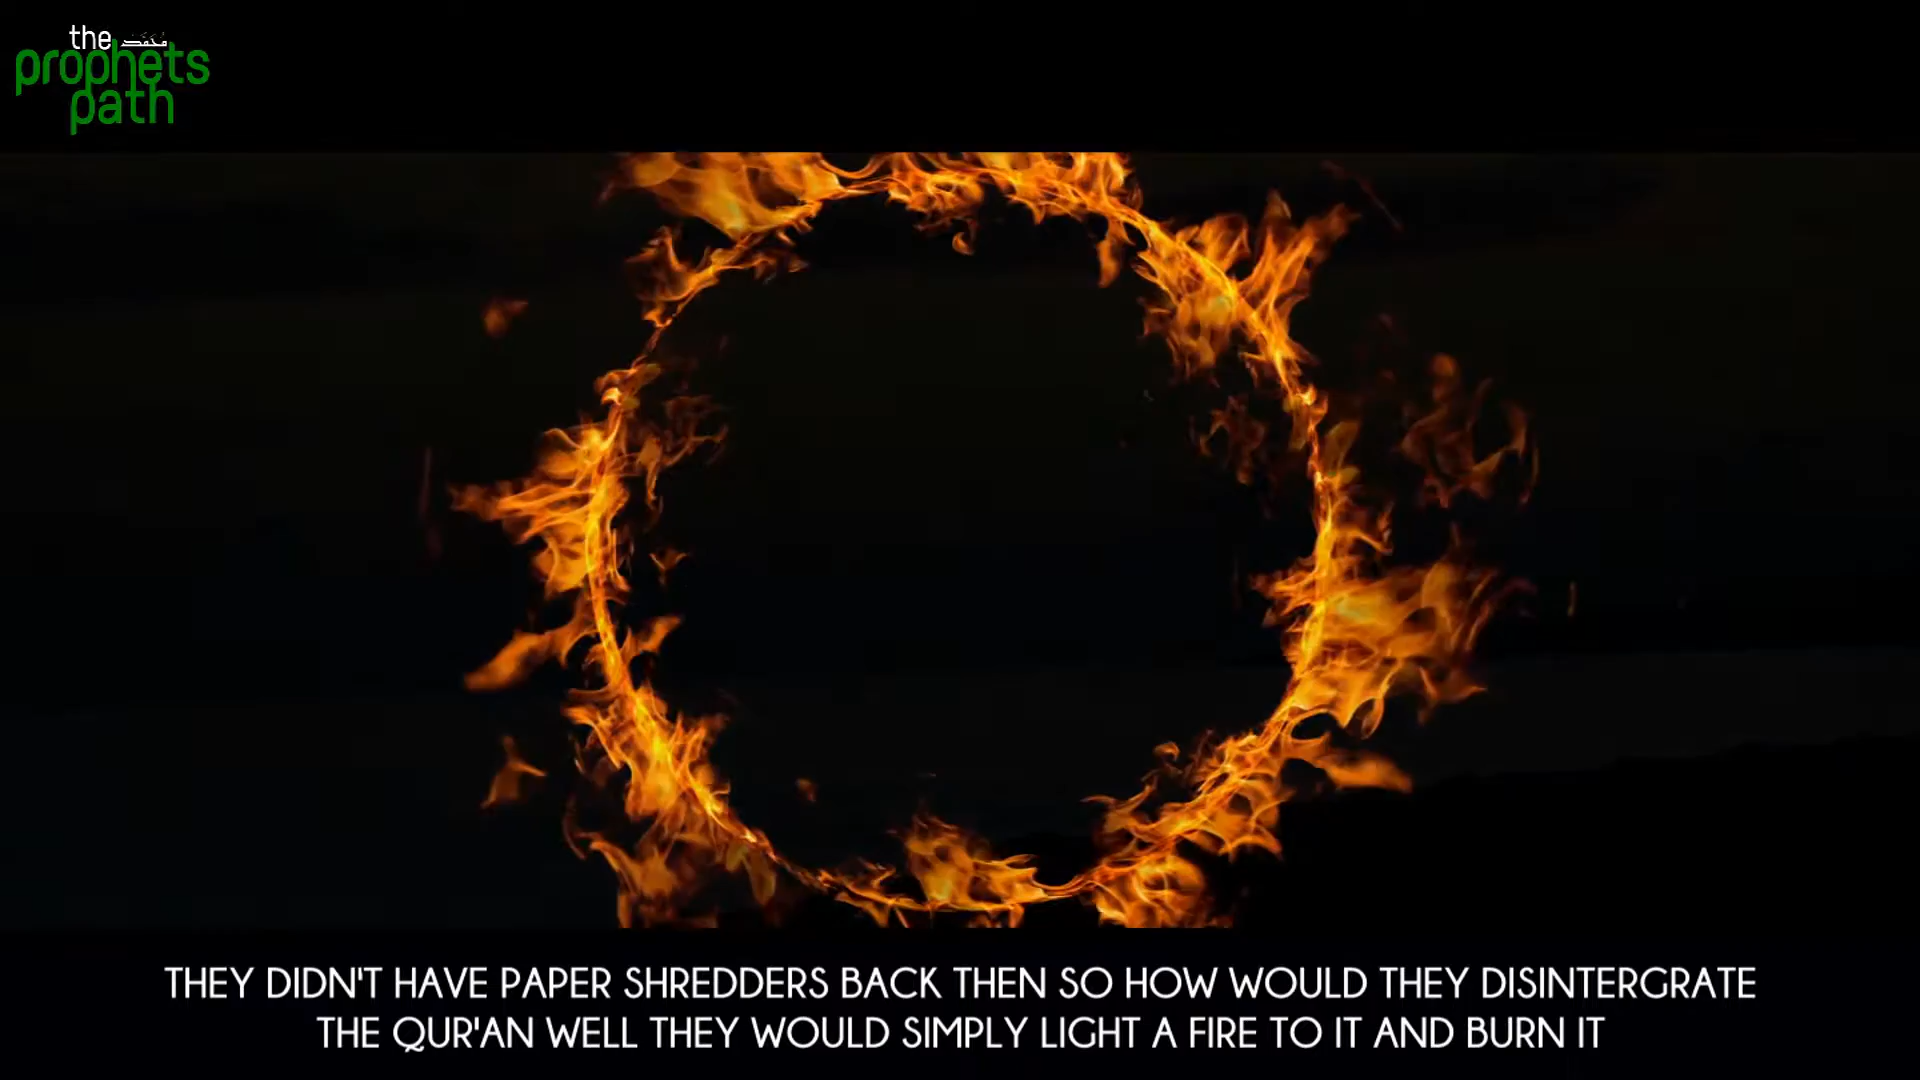 the مُحَمَّد
prophets
path
THEY DIDN'T HAVE PAPER SHREDDERS BACK THEN SO HOW WOULD THEY DISINTERGRATE
THE QUR'AN WELL THEY WOULD SIMPLY LIGHT A FIRE TO IT AND BURN IT